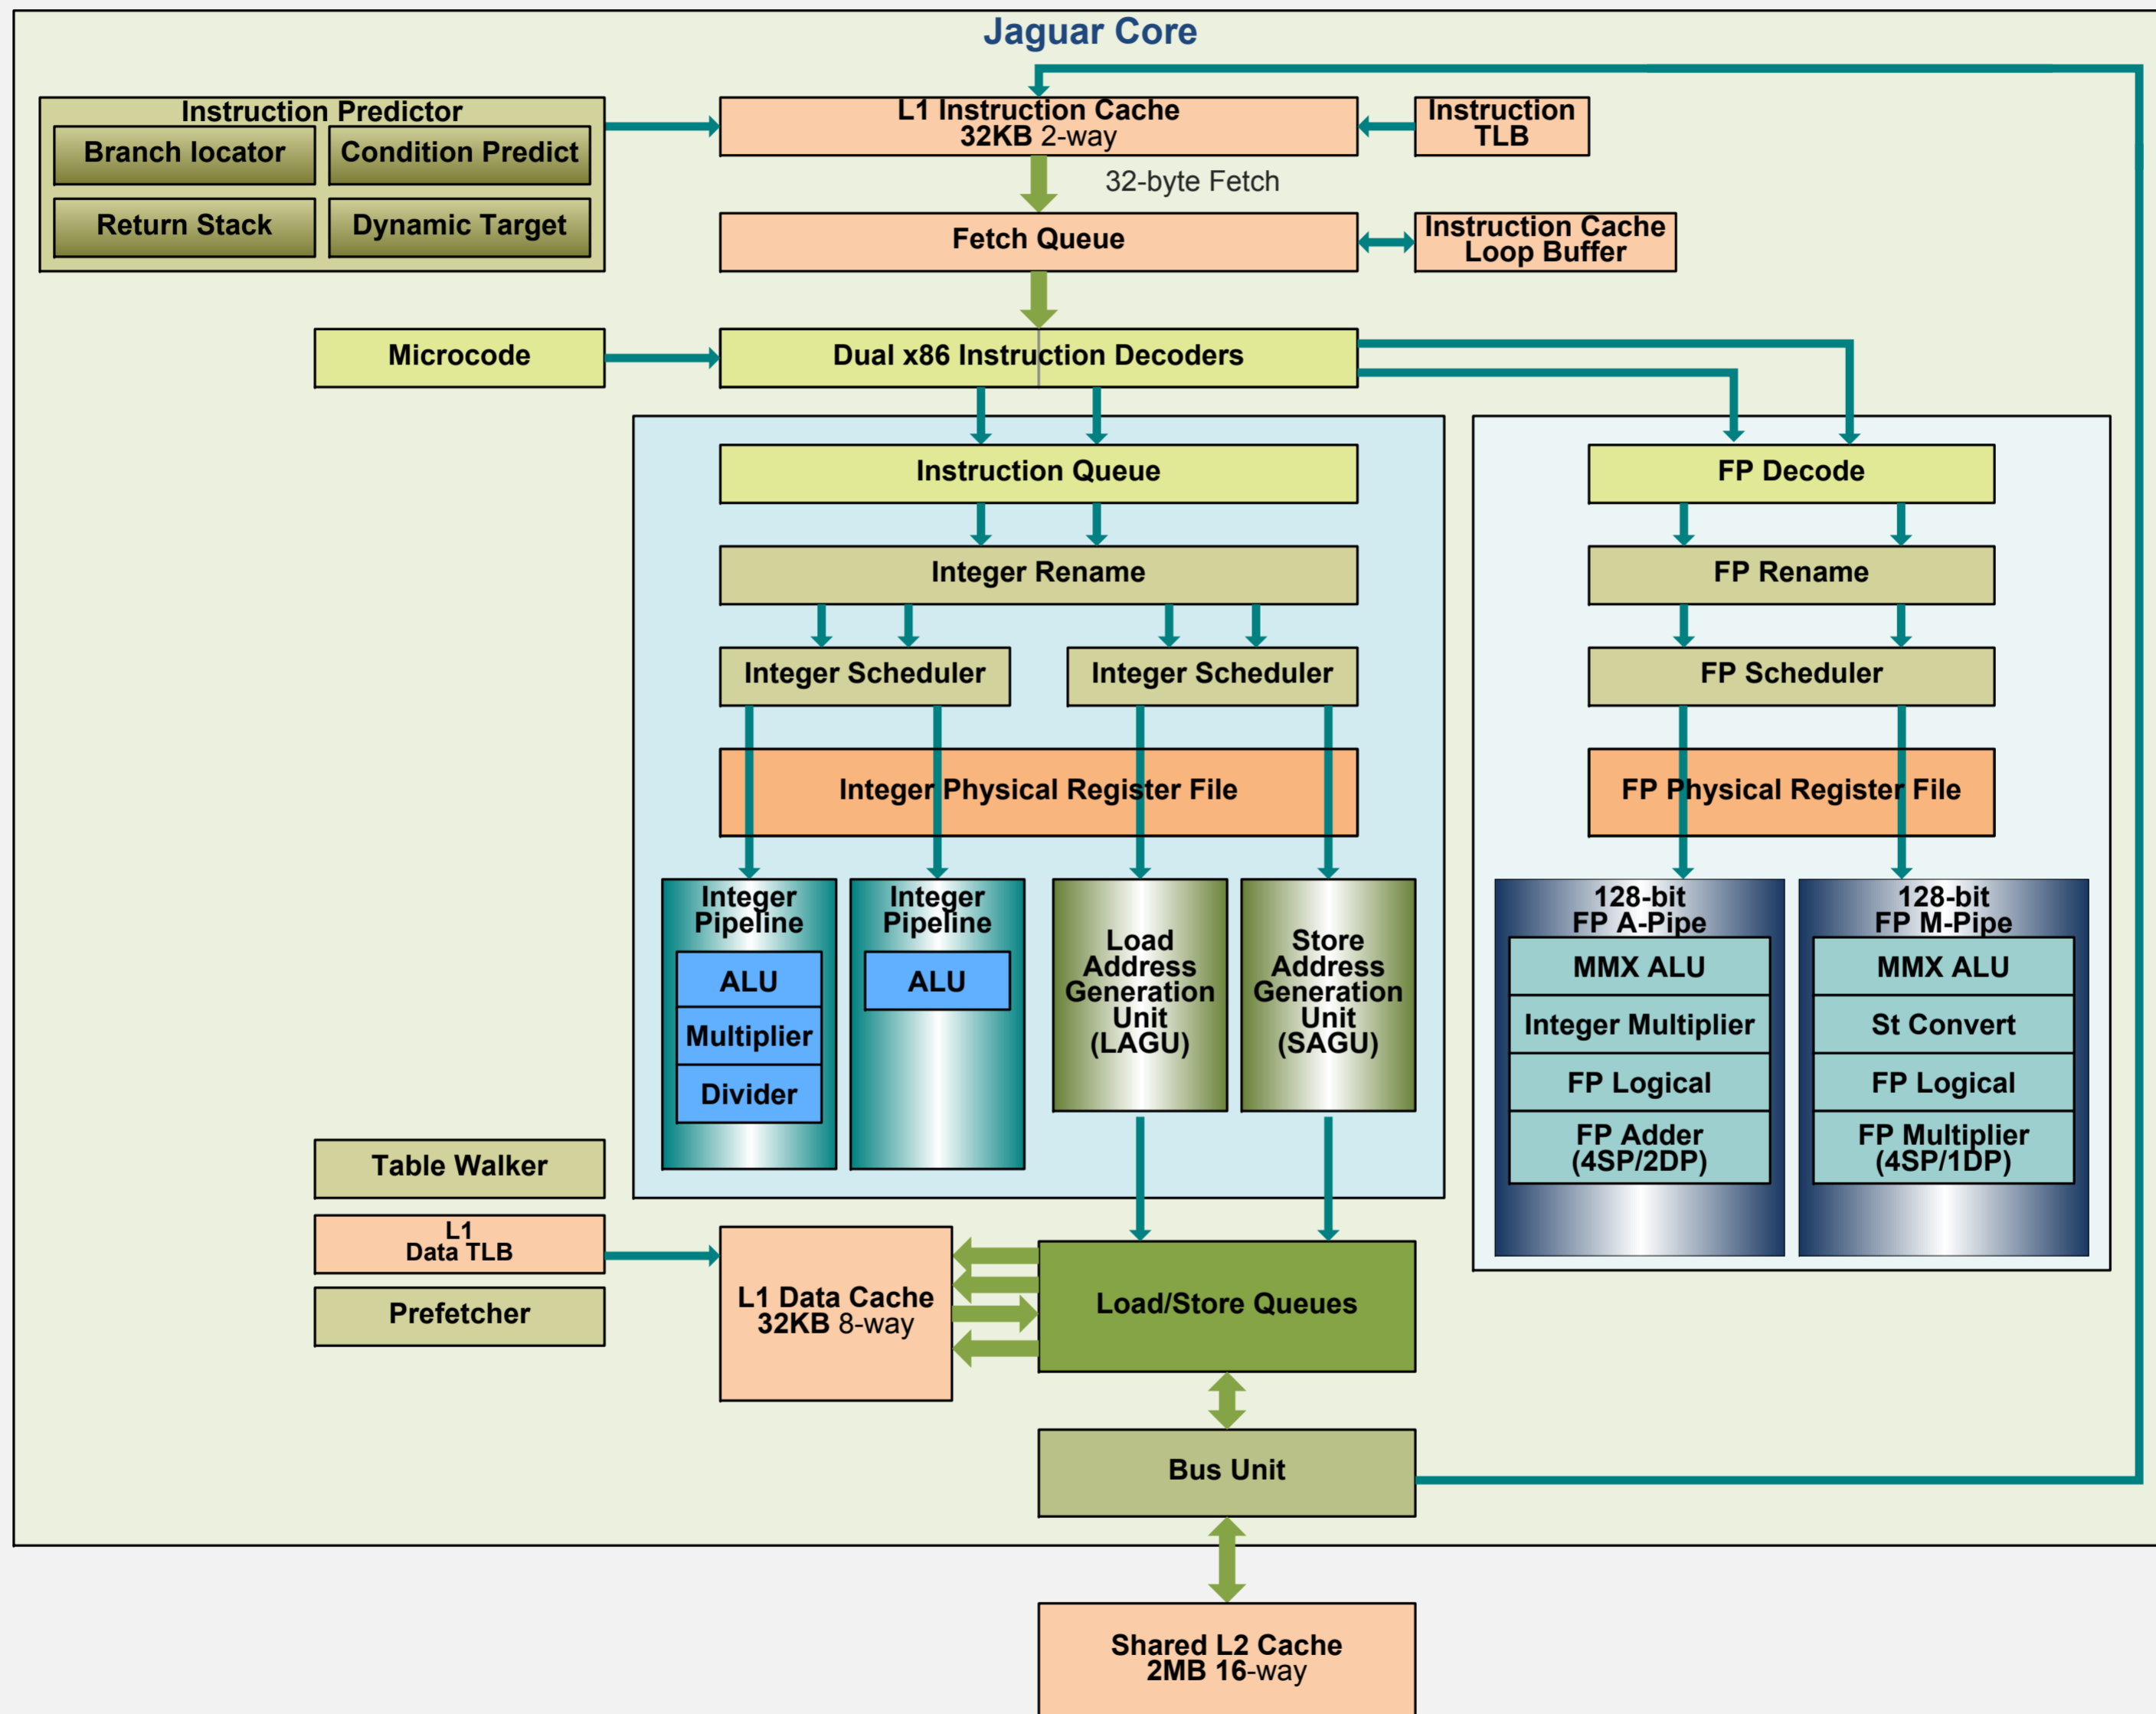 Jaguar Core
Instruction Predictor
Branch locator
Condition Predict
Return Stack
Dynamic Target
L1 Instruction Cache
32KB 2-way
Instruction
TLB
32-byte Fetch
Fetch Queue
Instruction Cache
Loop Buffer
Microcode
Dual x86 Instruction Decoders
Instruction Queue
Integer Rename
Integer Scheduler
Integer Scheduler
Integer Physical Register File
Integer
Pipeline
ALU
Multiplier
Divider
Integer
Pipeline
ALU
Load
Address
Generation
Unit
(LAGU)
Store
Address
Generation
Unit
(SAGU)
FP Decode
FP Rename
FP Scheduler
FP Physical Register File
128-bit
FP A-Pipe
MMX ALU
Integer Multiplier
FP Logical
FP Adder
(4SP/2DP)
128-bit
FP M-Pipe
MMX ALU
St Convert
FP Logical
FP Multiplier
(4SP/1DP)
Table Walker
L1
Data TLB
Prefetcher
L1 Data Cache
32KB 8-way
Load/Store Queues
Bus Unit
Shared L2 Cache
2MB 16-way